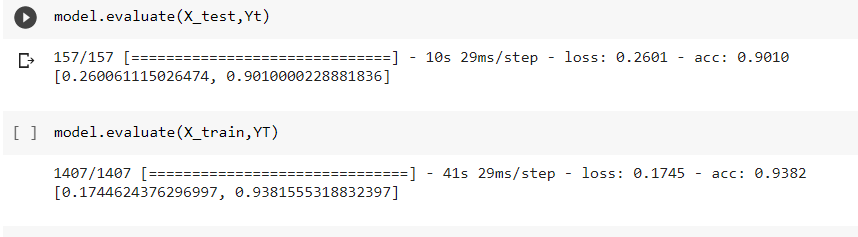 model.evaluate(X_test,Yt)
157/157 [==============================] - 10s 29ms/step - loss: 0.2601 - acc: 0.9010
[0.260061115026474, 0.9010000228881836]
[ ] model.evaluate(X_train,YT)
1407/1407 [==============================] - 41s 29ms/step - loss: 0.1745 - acc: 0.9382
[0.1744624376296997, 0.9381555318832397]